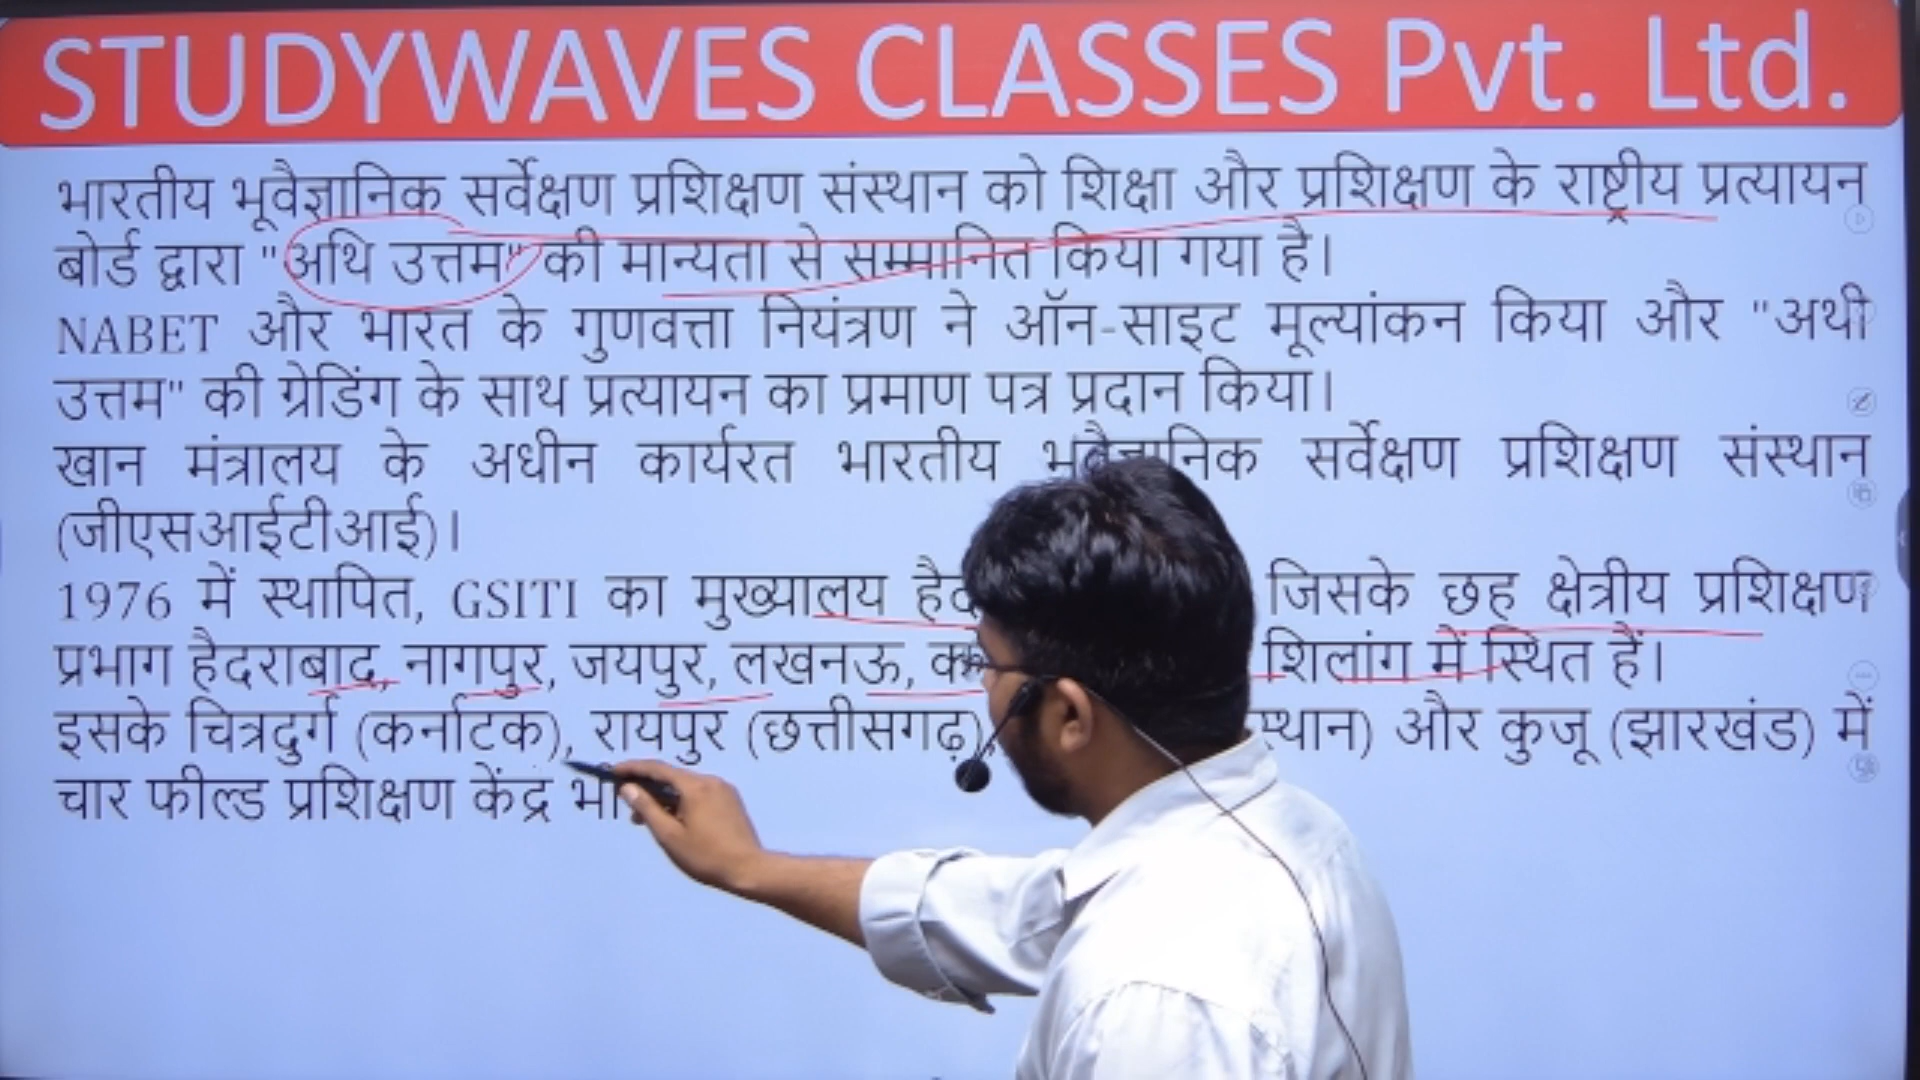 STUDYWAVES CLASSES Pvt. Ltd.
भारतीय भूवैज्ञानिक सर्वेक्षण प्रशिक्षण संस्थान को शिक्षा और प्रशिक्षण के राष्ट्रीय प्रत्यायन
बोर्ड द्वारा "अथि उत्तम" की मान्यता से सम्मानित किया गया है।
NABET और भारत के गुणवत्ता नियंत्रण ने ऑन-साइट मूल्यांकन किया और "अथी
उत्तम" की ग्रेडिंग के साथ प्रत्यायन का प्रमाण पत्र प्रदान किया।
खान मंत्रालय के अधीन कार्यरत भारतीय भूवैज्ञानिक सर्वेक्षण प्रशिक्षण संस्थान
(जीएसआईटीआई)।
1976 में स्थापित, GSITI का मुख्यालय जिसके छह क्षेत्रीय प्रशिक्षण
प्रभाग हैदराबाद, नागपुर, जयपुर, लखनऊ, शिलांग में स्थित हैं।
इसके चित्रदुर्ग (कर्नाटक), रायपुर (छत्तीसगढ़), और कुजू (झारखंड) में
चार फील्ड प्रशिक्षण केंद्र